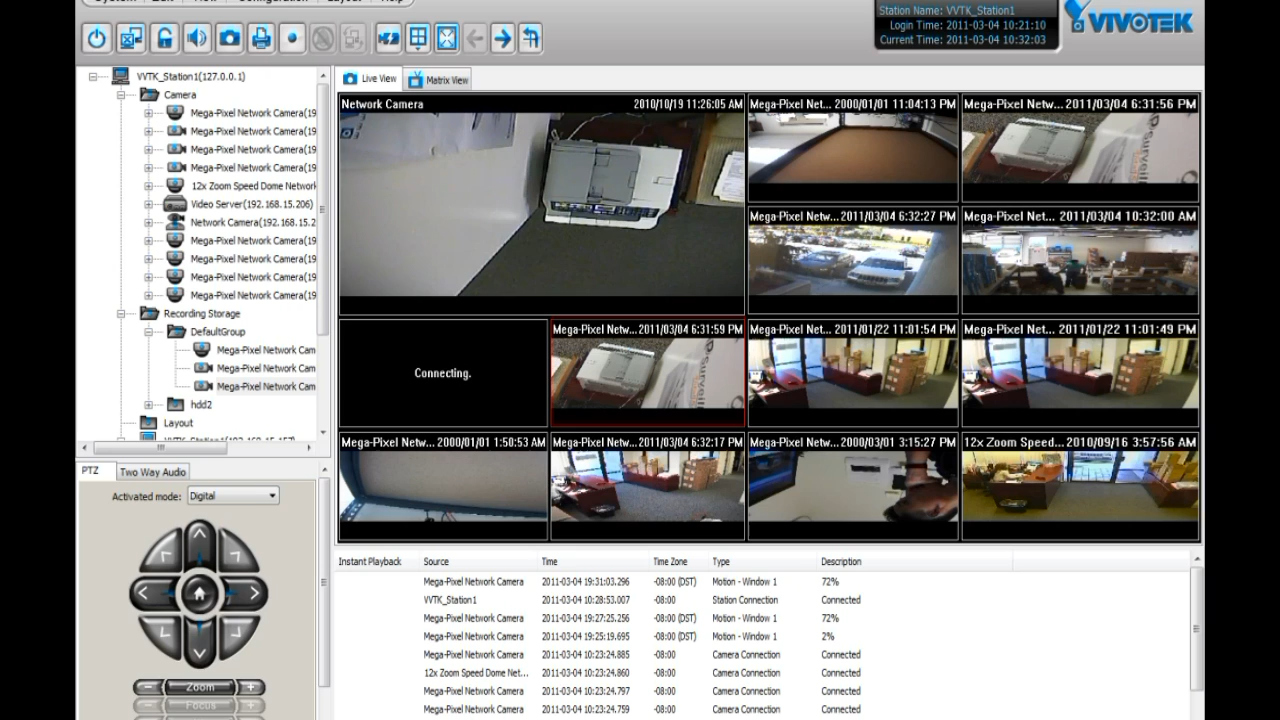 System Edit View Configuration Layout Help
Station Name: VVTK_Station1
Login Time: 2011-03-04 10:21:10
Current Time: 2011-03-04 10:32:03
VIVOTEK
VVTK_Station1(127.0.0.1)
Camera
Mega-Pixel Network Camera(19
Mega-Pixel Network Camera(19
Mega-Pixel Network Camera(19
Mega-Pixel Network Camera(19
12x Zoom Speed Dome Network
Video Server(192.168.15.206)
Network Camera(192.168.15.2
Mega-Pixel Network Camera(19
Mega-Pixel Network Camera(19
Mega-Pixel Network Camera(19
Mega-Pixel Network Camera(19
Recording Storage
DefaultGroup
Mega-Pixel Network Cam
Mega-Pixel Network Cam
Mega-Pixel Network Cam
hdd2
Layout
VVTK_Station1(192.168.15.157)
Live View Matrix View
Network Camera 2010/10/19 11:26:05 AM
Mega-Pixel Net... 2000/01/01 11:04:13 PM
Mega-Pixel Netw... 2011/03/04 6:31:56 PM
Mega-Pixel Netw... 2011/03/04 6:32:27 PM
Mega-Pixel Net... 2011/03/04 10:32:00 AM
Connecting.
Mega-Pixel Netw... 2011/03/04 6:31:59 PM
Mega-Pixel Net... 2011/01/22 11:01:54 PM
Mega-Pixel Net... 2011/01/22 11:01:49 PM
Mega-Pixel Netw... 2000/01/01 1:50:53 AM
Mega-Pixel Netw... 2011/03/04 6:32:17 PM
Mega-Pixel Netw... 2000/03/01 3:15:27 PM
12x Zoom Speed... 2010/09/16 3:57:56 AM
PTZ Two Way Audio
Activated mode: Digital
Zoom
Focus
Instant Playback Source Time Time Zone Type Description
Mega-Pixel Network Camera 2011-03-04 19:31:03.296 -08:00 (DST) Motion - Window 1 72%
VVTK_Station1 2011-03-04 10:28:53.007 -08:00 Station Connection Connected
Mega-Pixel Network Camera 2011-03-04 19:27:25.256 -08:00 (DST) Motion - Window 1 72%
Mega-Pixel Network Camera 2011-03-04 19:25:19.695 -08:00 (DST) Motion - Window 1 2%
Mega-Pixel Network Camera 2011-03-04 10:23:24.885 -08:00 Camera Connection Connected
12x Zoom Speed Dome Net... 2011-03-04 10:23:24.860 -08:00 Camera Connection Connected
Mega-Pixel Network Camera 2011-03-04 10:23:24.797 -08:00 Camera Connection Connected
Mega-Pixel Network Camera 2011-03-04 10:23:24.759 -08:00 Camera Connection Connected